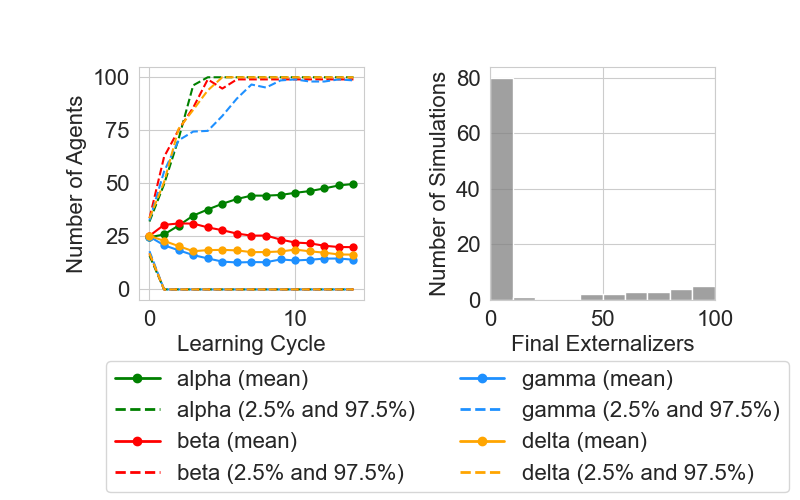 100
75
50
25
0
0
10
Number of Agents
Learning Cycle
80
60
40
20
0
0
50
100
Number of Simulations
Final Externalizers
alpha (mean)
alpha (2.5% and 97.5%)
beta (mean)
beta (2.5% and 97.5%)
gamma (mean)
gamma (2.5% and 97.5%)
delta (mean)
delta (2.5% and 97.5%)